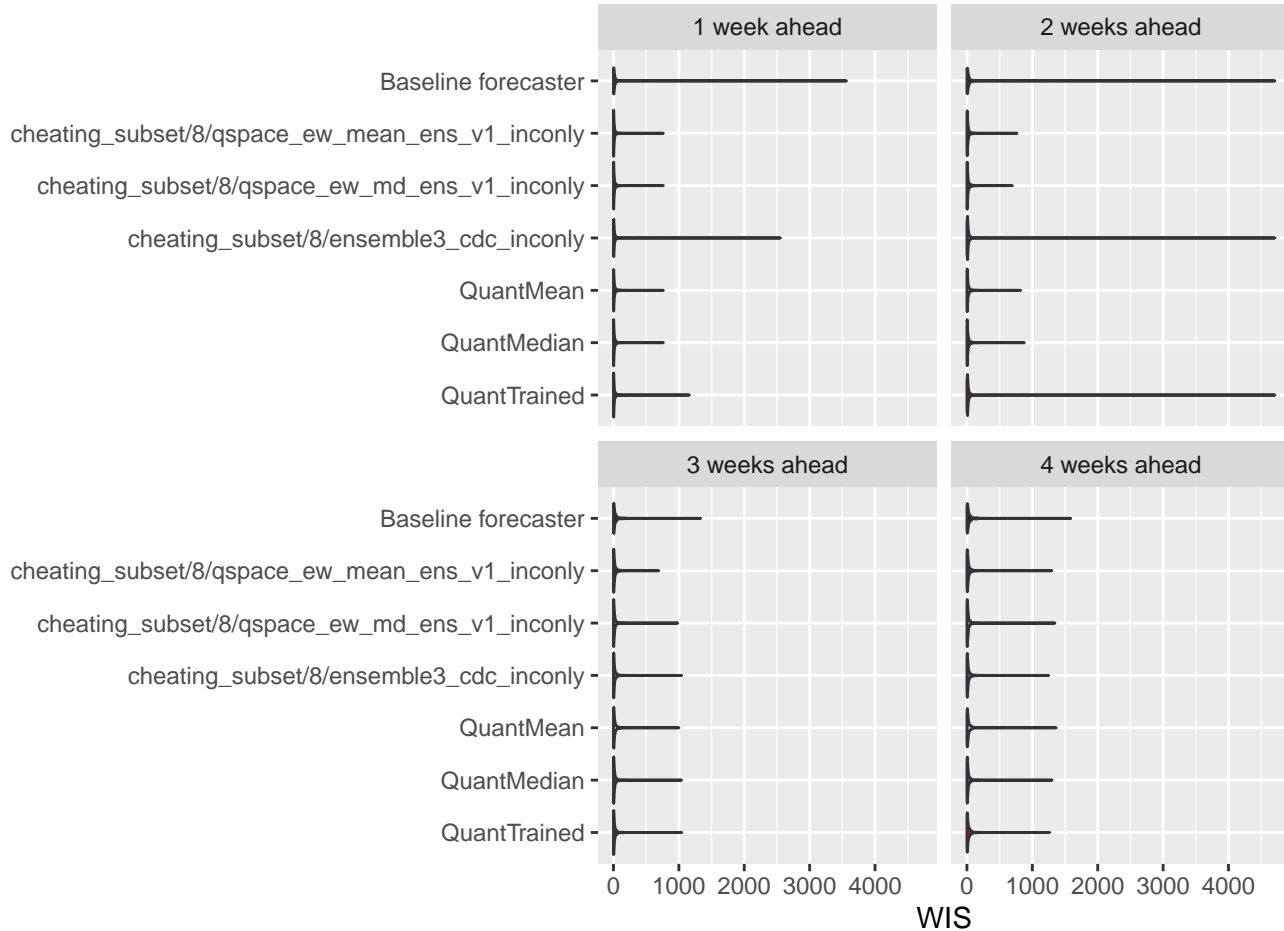 1 week ahead
2 weeks ahead
Baseline forecaster
cheating_subset/8/qspace_ew_mean_ens_v1_inconly
cheating_subset/8/qspace_ew_md_ens_v1_inconly
cheating_subset/8/ensemble3_cdc_inconly
QuantMean
QuantMedian
QuantTrained
3 weeks ahead
4 weeks ahead
Baseline forecaster
cheating_subset/8/qspace_ew_mean_ens_v1_inconly
cheating_subset/8/qspace_ew_md_ens_v1_inconly
cheating_subset/8/ensemble3_cdc_inconly
QuantMean
QuantMedian
QuantTrained
0 1000 2000 3000 4000
0 1000 2000 3000 4000
WIS